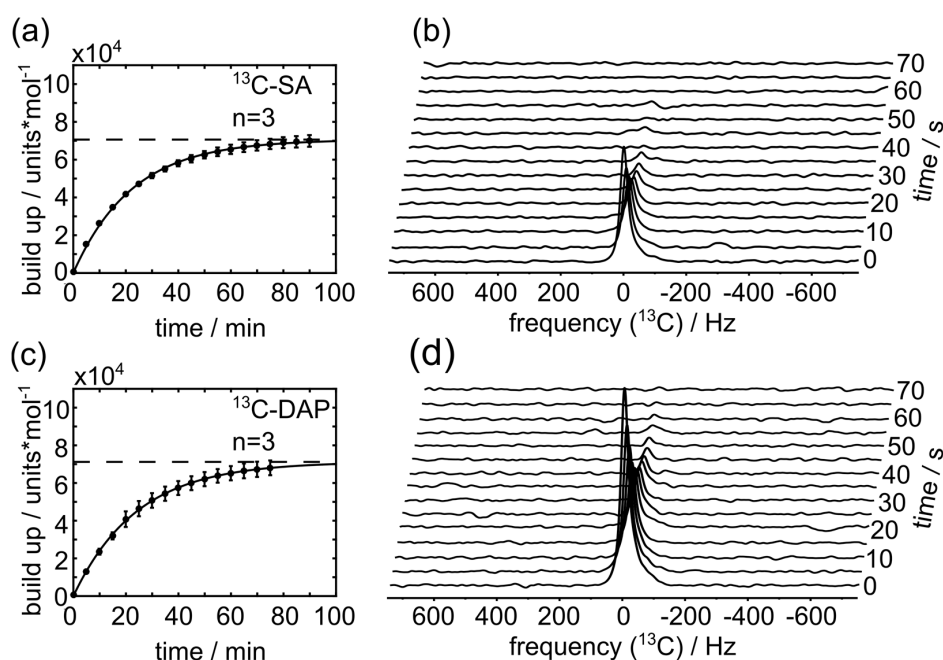 (a)
x10⁴
¹³C-SA
n=3
10
8
6
4
2
0
build up / units*mol⁻¹
0 20 40 60 80 100
time / min
(b)
70
60
50
40
30
20
10
0
time / s
600 400 200 0 -200 -400 -600
frequency (¹³C) / Hz
(c)
x10⁴
¹³C-DAP
n=3
10
8
6
4
2
0
build up / units*mol⁻¹
0 20 40 60 80 100
time / min
(d)
70
60
50
40
30
20
10
0
time / s
600 400 200 0 -200 -400 -600
frequency (¹³C) / Hz